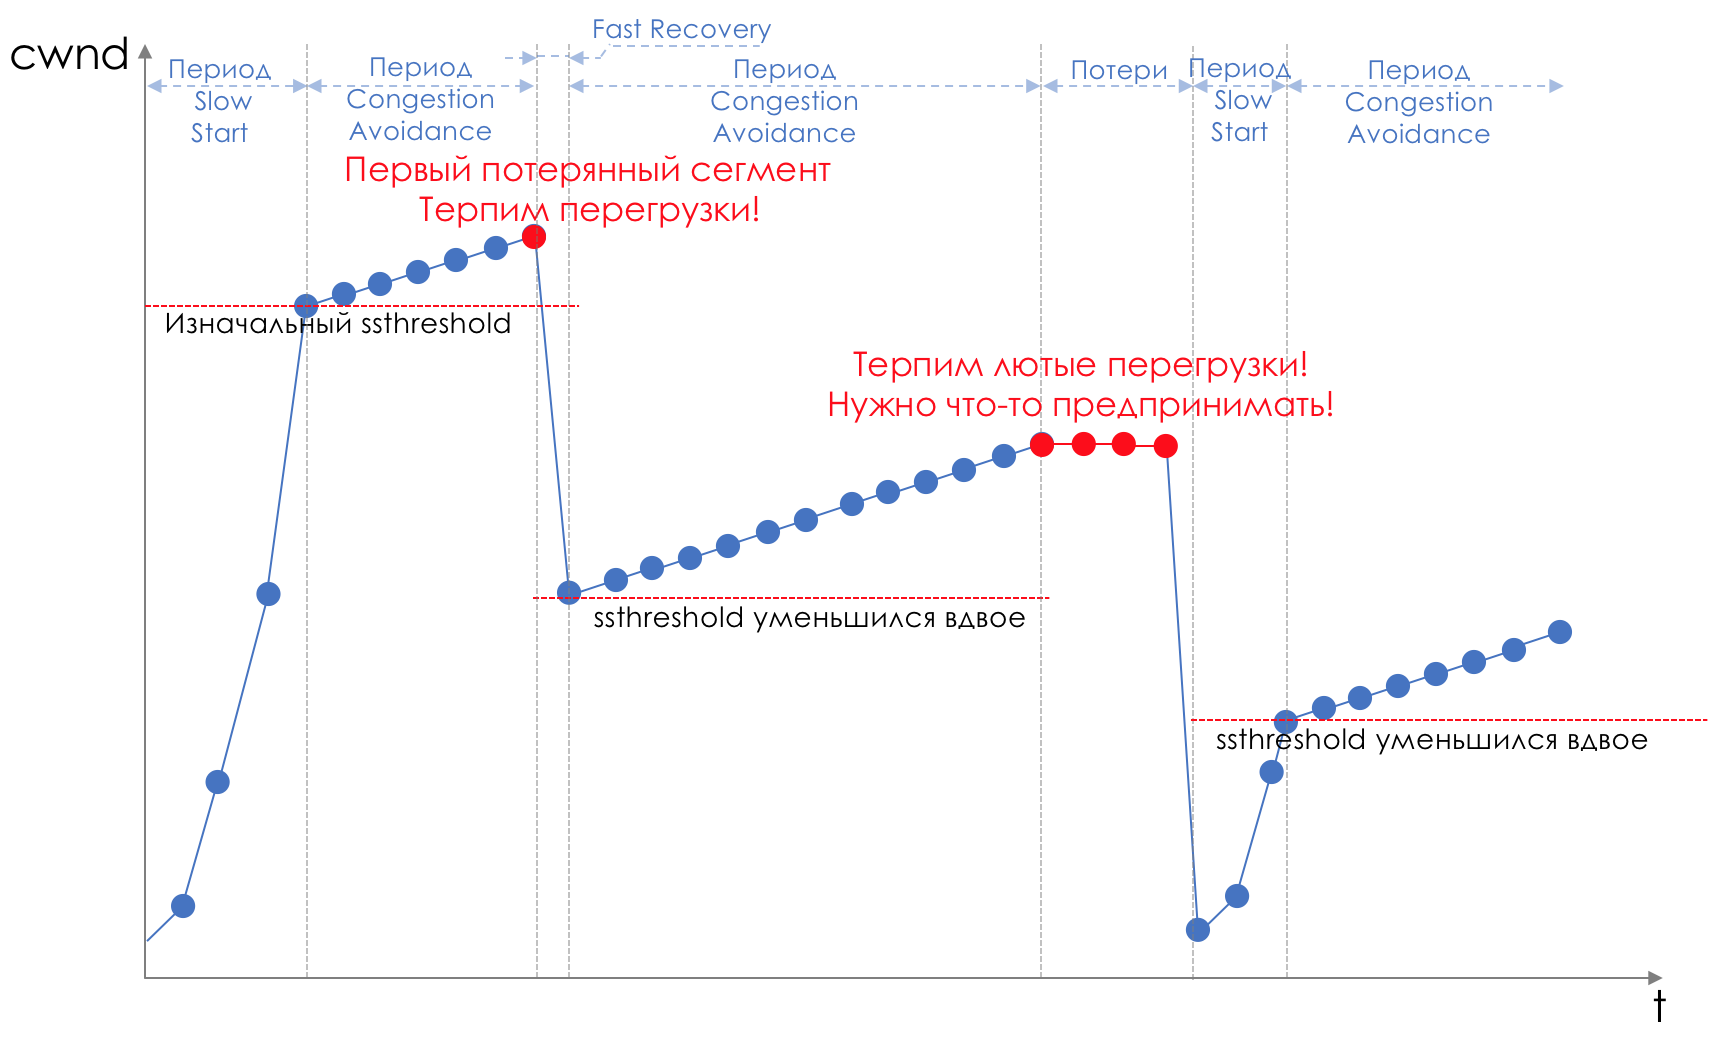 Fast Recovery
cwnd
Период
Slow
Start
Период
Congestion
Avoidance
Период
Congestion
Avoidance
Потери
Период
Slow
Start
Период
Congestion
Avoidance
Первый потерянный сегмент
Терпим перегрузки!
Изначальный ssthreshold
Терпим лютые перегрузки!
Нужно что-то предпринимать!
ssthreshold уменьшился вдвое
ssthreshold уменьшился вдвое
t